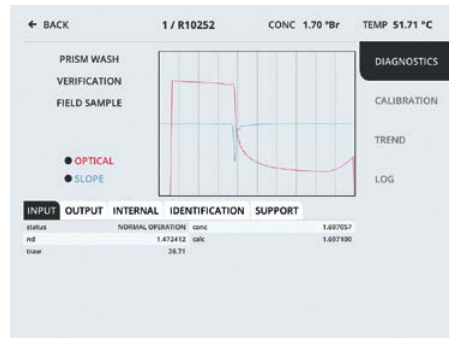 ← BACK 1 / R10252 CONC 1.70 °Br TEMP 51.71 °C
PRISM WASH
VERIFICATION
FIELD SAMPLE
OPTICAL
SLOPE
DIAGNOSTICS
CALIBRATION
TREND
LOG
INPUT OUTPUT INTERNAL IDENTIFICATION SUPPORT
status NORMAL OPERATION conc 1.697057
nd 1.472412 calc 1.697100
traw 36.71